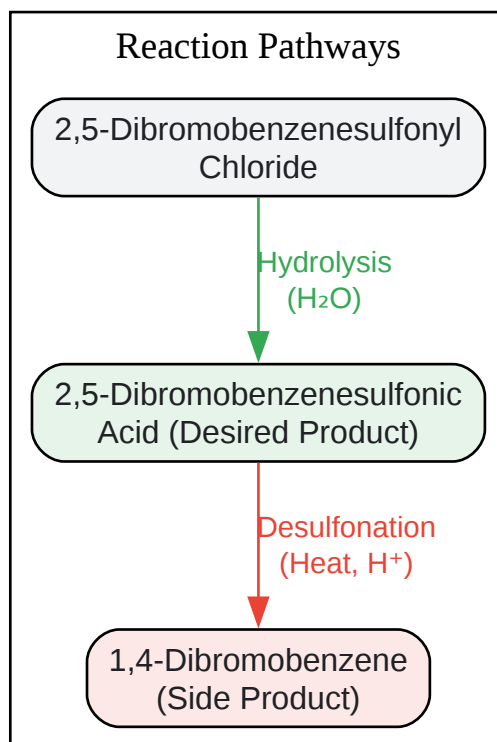 Reaction Pathways
2,5-Dibromobenzenesulfonyl
Chloride
Hydrolysis
(H₂O)
2,5-Dibromobenzenesulfonic
Acid (Desired Product)
Desulfonation
(Heat, H⁺)
1,4-Dibromobenzene
(Side Product)